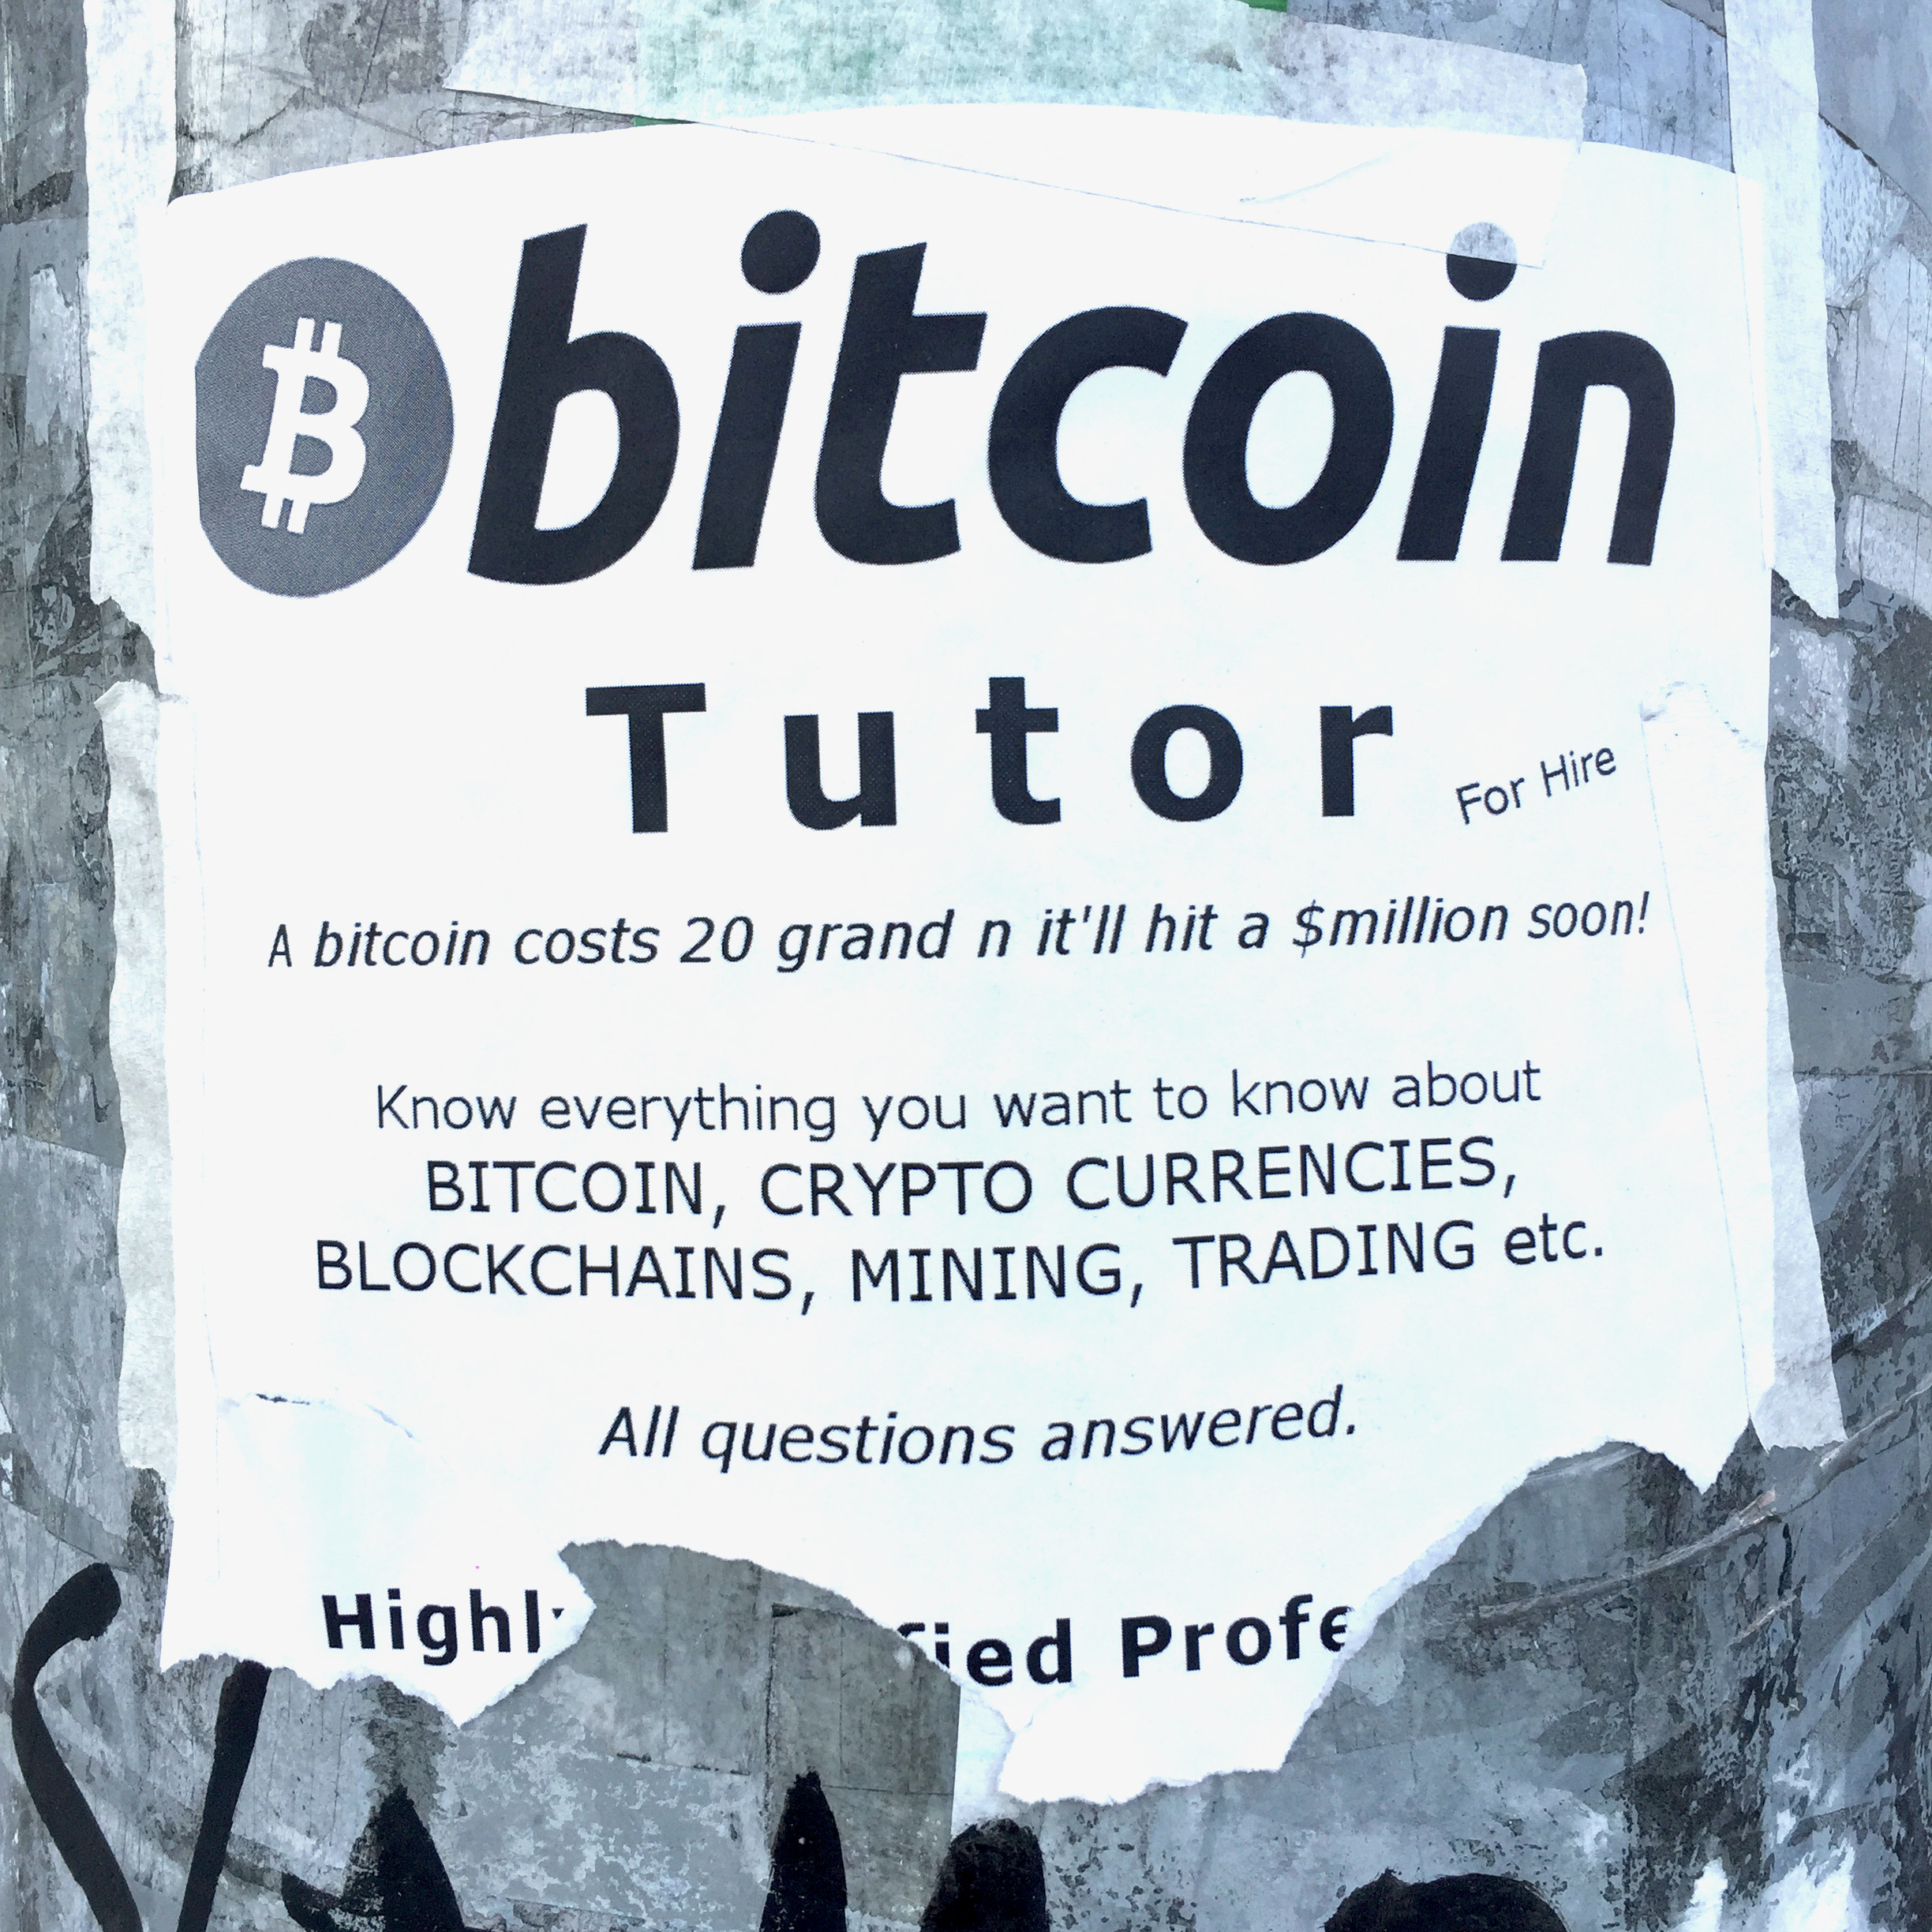 bitcoin
Tutor
For Hire
A bitcoin costs 20 grand n it'll hit a $million soon!
Know everything you want to know about
BITCOIN, CRYPTO CURRENCIES,
BLOCKCHAINS, MINING, TRADING etc.
All questions answered.